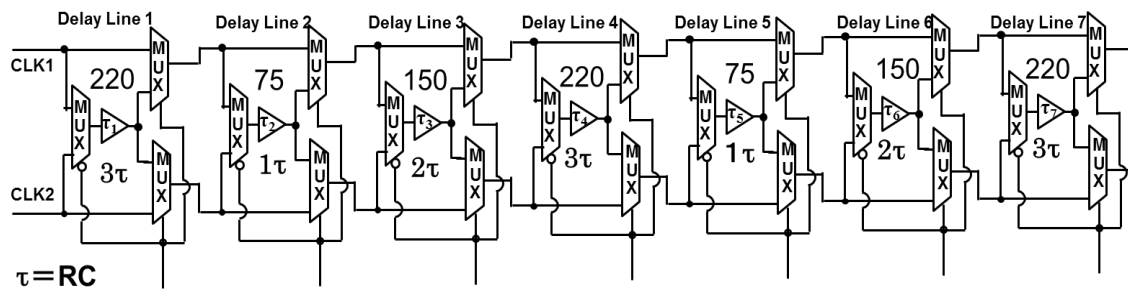 Delay Line 1
Delay Line 2
Delay Line 3
Delay Line 4
Delay Line 5
Delay Line 6
Delay Line 7
CLK1
220
75
150
220
75
150
220
MUX
MUX
MUX
MUX
MUX
MUX
MUX
MUX
MUX
MUX
MUX
MUX
MUX
MUX
τ1
τ2
τ3
τ4
τ5
τ6
τ7
3τ
1τ
2τ
3τ
1τ
2τ
3τ
MUX
MUX
MUX
MUX
MUX
MUX
MUX
CLK2
τ=RC